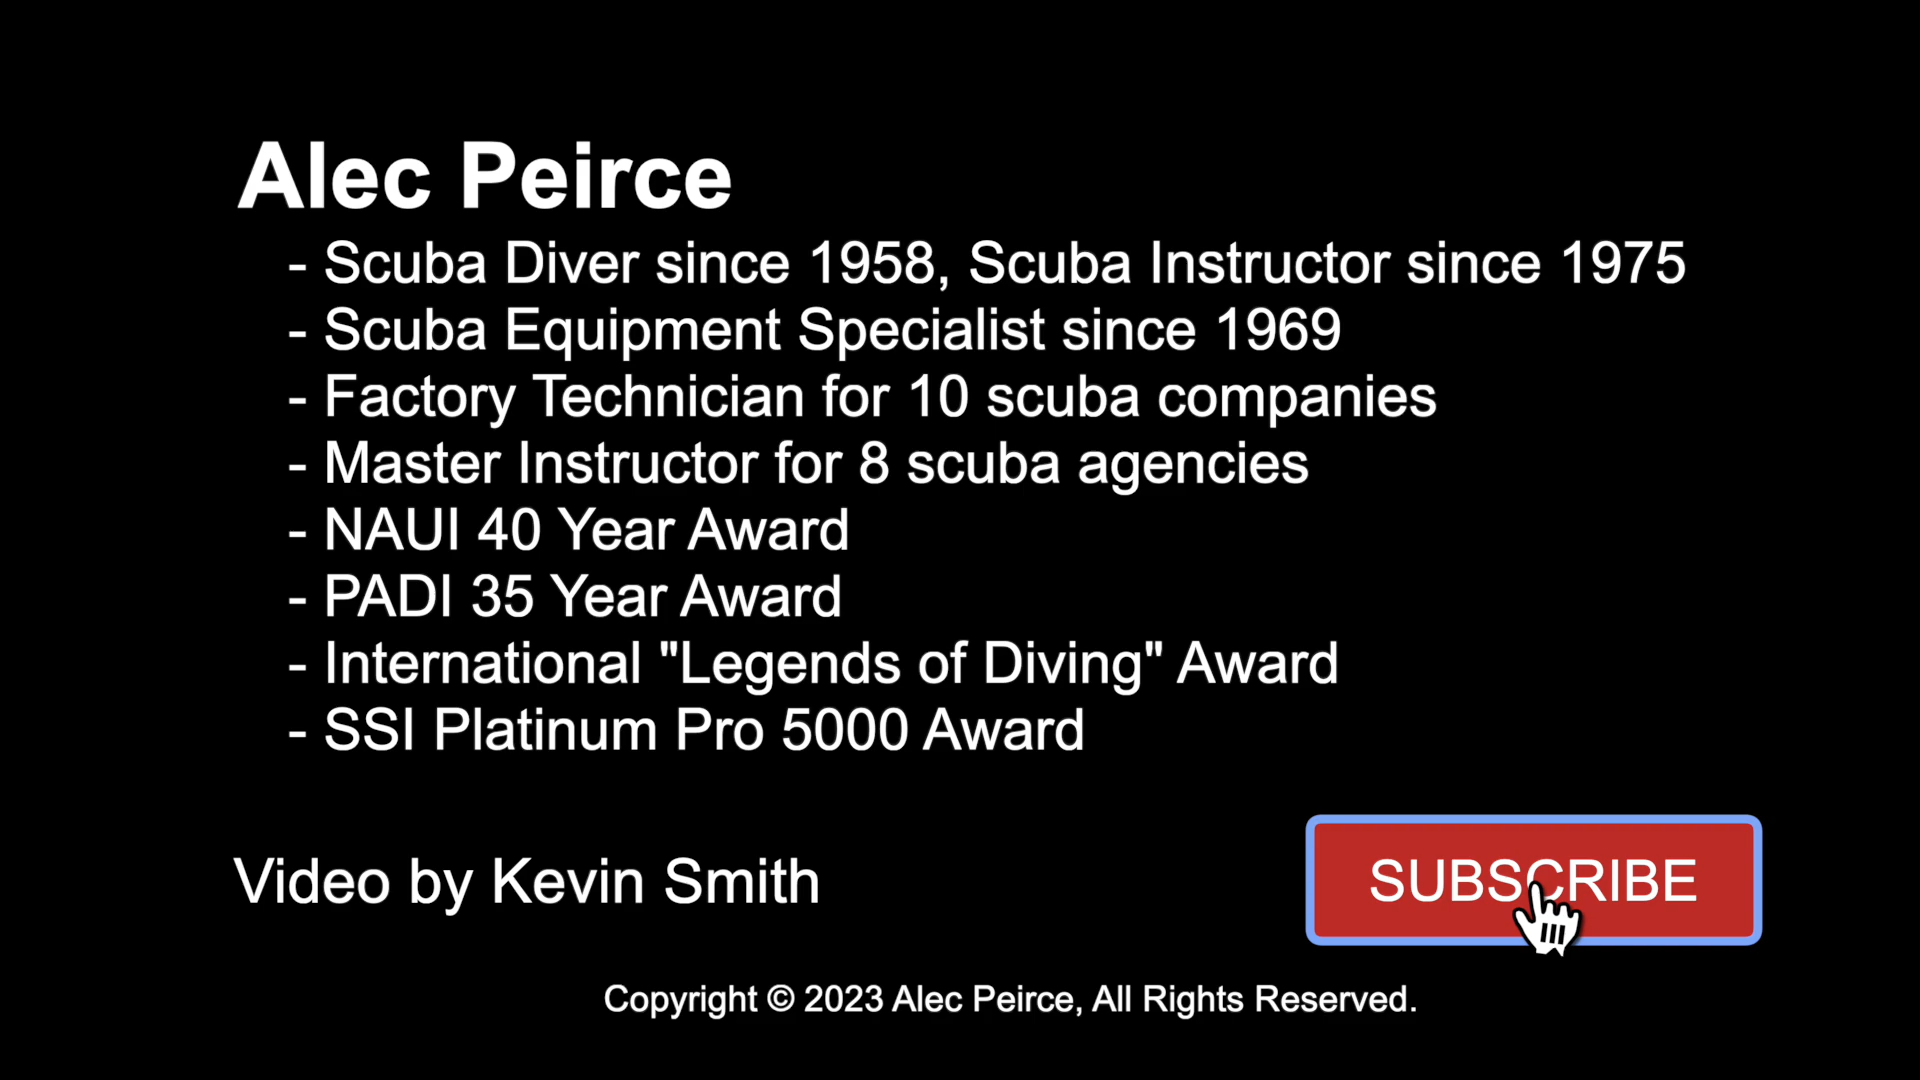 Alec Peirce
- Scuba Diver since 1958, Scuba Instructor since 1975
- Scuba Equipment Specialist since 1969
- Factory Technician for 10 scuba companies
- Master Instructor for 8 scuba agencies
- NAUI 40 Year Award
- PADI 35 Year Award
- International "Legends of Diving" Award
- SSI Platinum Pro 5000 Award
Video by Kevin Smith
SUBSCRIBE
Copyright © 2023 Alec Peirce, All Rights Reserved.